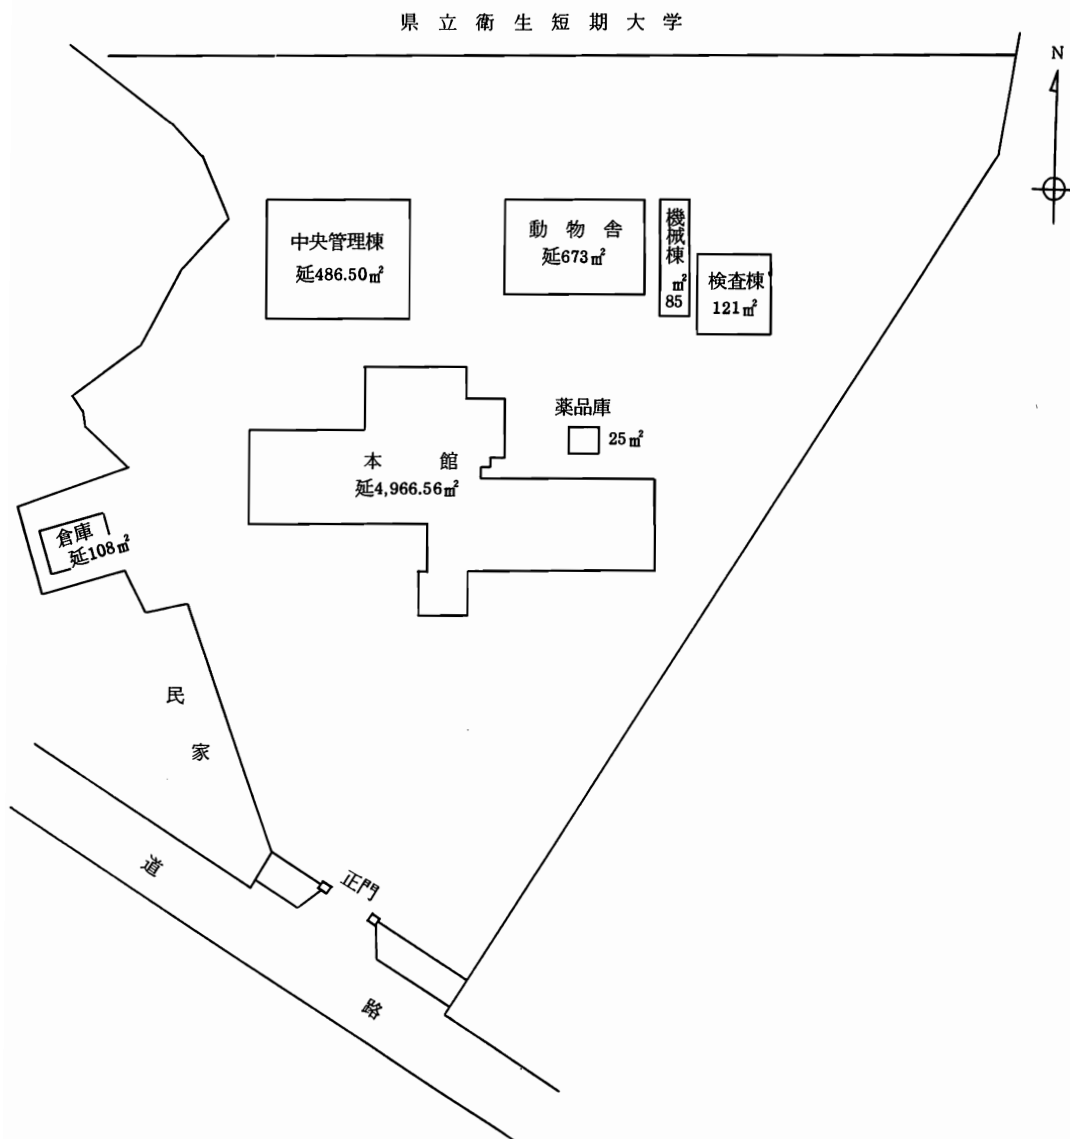 県立衛生短期大学
N
中央管理棟
延486.50㎡
動物舎
延673㎡
機械棟
㎡
85
検査棟
121㎡
薬品庫
25㎡
本館
延4,966.56㎡
倉庫
延108㎡
民家
正門
道路